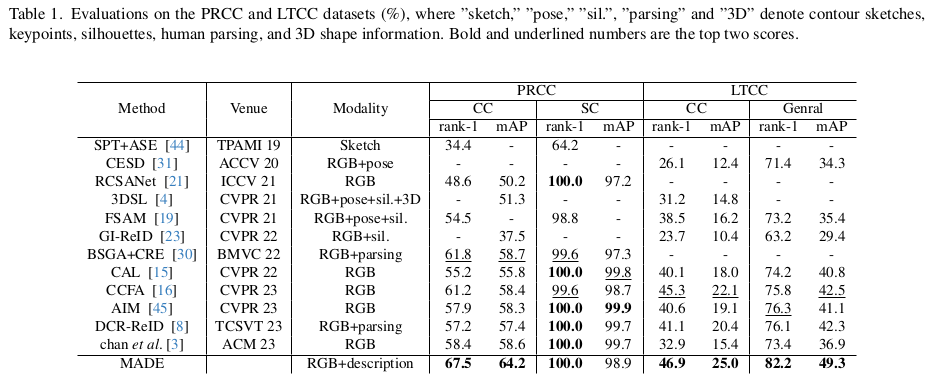 Table 1. Evaluations on the PRCC and LTCC datasets (%), where ”sketch,” ”pose,” ”sil.”, ”parsing” and ”3D” denote contour sketches,
keypoints, silhouettes, human parsing, and 3D shape information. Bold and underlined numbers are the top two scores.
PRCC LTCC
Method Venue Modality CC SC CC Genral
rank-1 mAP rank-1 mAP rank-1 mAP rank-1 mAP
SPT+ASE [44] TPAMI 19 Sketch 34.4 - 64.2 - - - - -
CESD [31] ACCV 20 RGB+pose - - - - 26.1 12.4 71.4 34.3
RCSANet [21] ICCV 21 RGB 48.6 50.2 100.0 97.2 - - - -
3DSL [4] CVPR 21 RGB+pose+sil.+3D - 51.3 - - 31.2 14.8 - -
FSAM [19] CVPR 21 RGB+pose+sil. 54.5 - 98.8 - 38.5 16.2 73.2 35.4
GI-ReID [23] CVPR 22 RGB+sil. - 37.5 - - 23.7 10.4 63.2 29.4
BSGA+CRE [30] BMVC 22 RGB+parsing 61.8 58.7 99.6 97.3 - - - -
CAL [15] CVPR 22 RGB 55.2 55.8 100.0 99.8 40.1 18.0 74.2 40.8
CCFA [16] CVPR 23 RGB 61.2 58.4 99.6 98.7 45.3 22.1 75.8 42.5
AIM [45] CVPR 23 RGB 57.9 58.3 100.0 99.9 40.6 19.1 76.3 41.1
DCR-ReID [8] TCSVT 23 RGB+parsing 57.2 57.4 100.0 99.7 41.1 20.4 76.1 42.3
chan et al. [3] ACM 23 RGB 58.4 58.6 100.0 99.7 32.9 15.4 73.4 36.9
MADE RGB+description 67.5 64.2 100.0 98.9 46.9 25.0 82.2 49.3